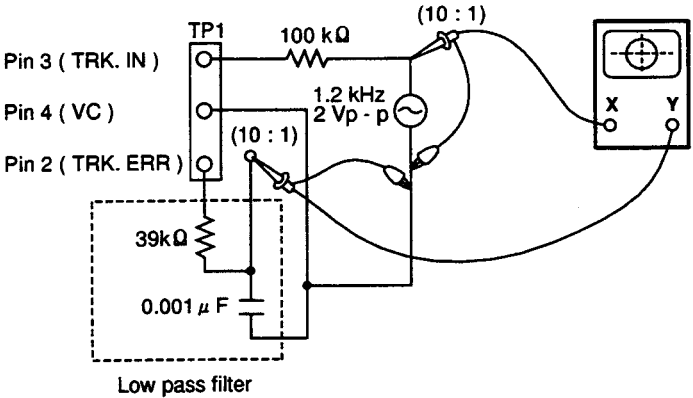 TP1
100 kΩ
(10 : 1)
Pin 3 ( TRK. IN )
1.2 kHz
2 Vp - p
X
Y
Pin 4 ( VC )
(10 : 1)
Pin 2 ( TRK. ERR )
39kΩ
0.001 μ F
Low pass filter